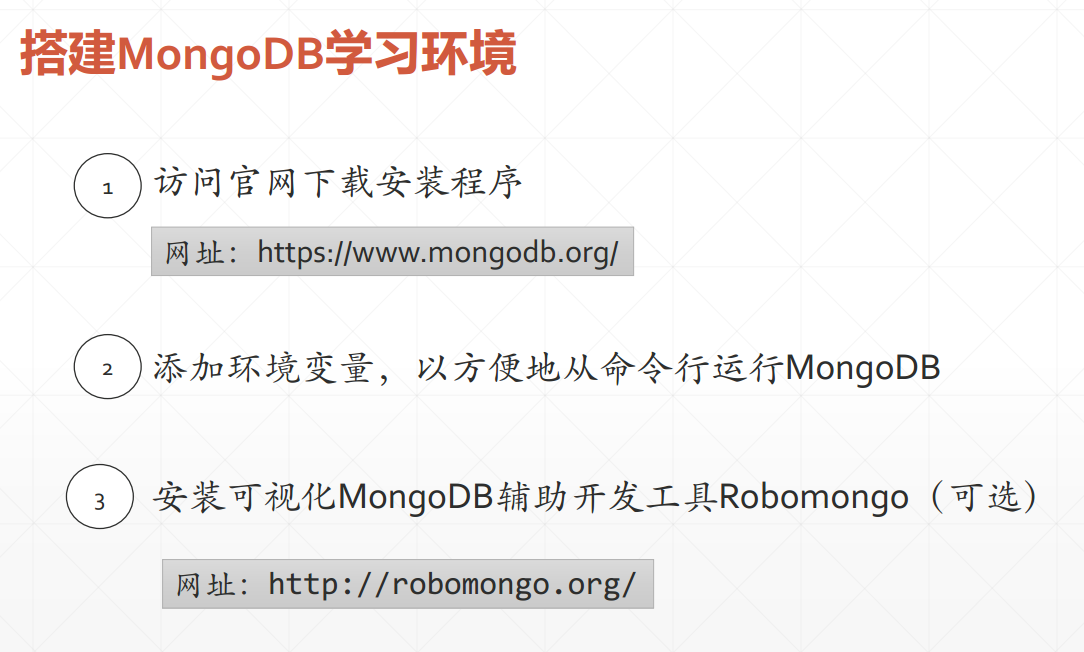 搭建MongoDB学习环境
1 访问官网下载安装程序
网址：https://www.mongodb.org/
2 添加环境变量，以方便地从命令行运行MongoDB
3 安装可视化MongoDB辅助开发工具Robomongo（可选）
网址：http://robomongo.org/